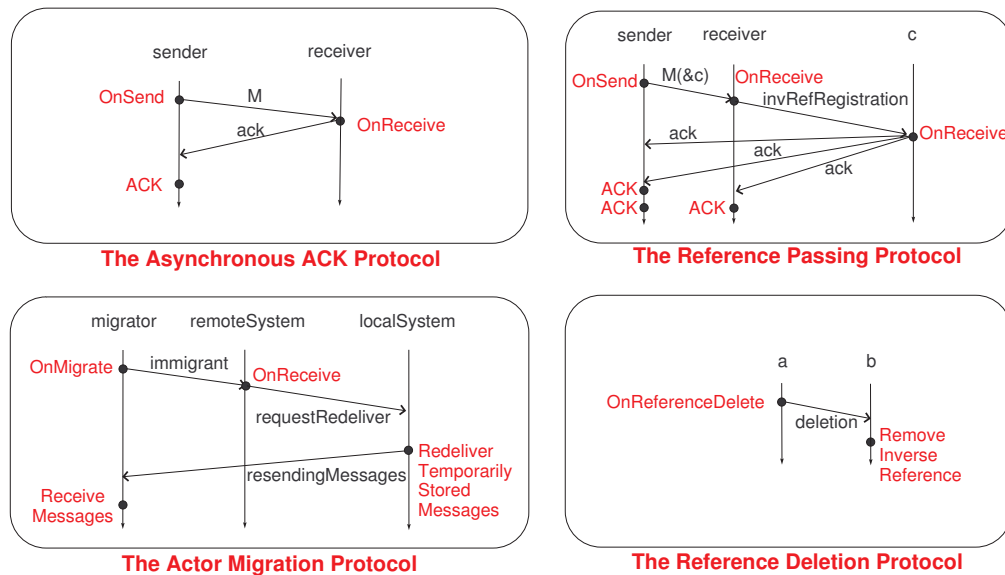 sender receiver
OnSend M
OnReceive
ack
ACK
The Asynchronous ACK Protocol
sender receiver c
OnSend M(&c) OnReceive
invRefRegistration
OnReceive
ack
ack
ack
ACK
ACK ACK
The Reference Passing Protocol
migrator remoteSystem localSystem
OnMigrate immigrant OnReceive
requestRedeliver
resendingMessages
Redeliver
Temporarily
Stored
Messages
Receive
Messages
The Actor Migration Protocol
a b
OnReferenceDelete
deletion
Remove
Inverse
Reference
The Reference Deletion Protocol